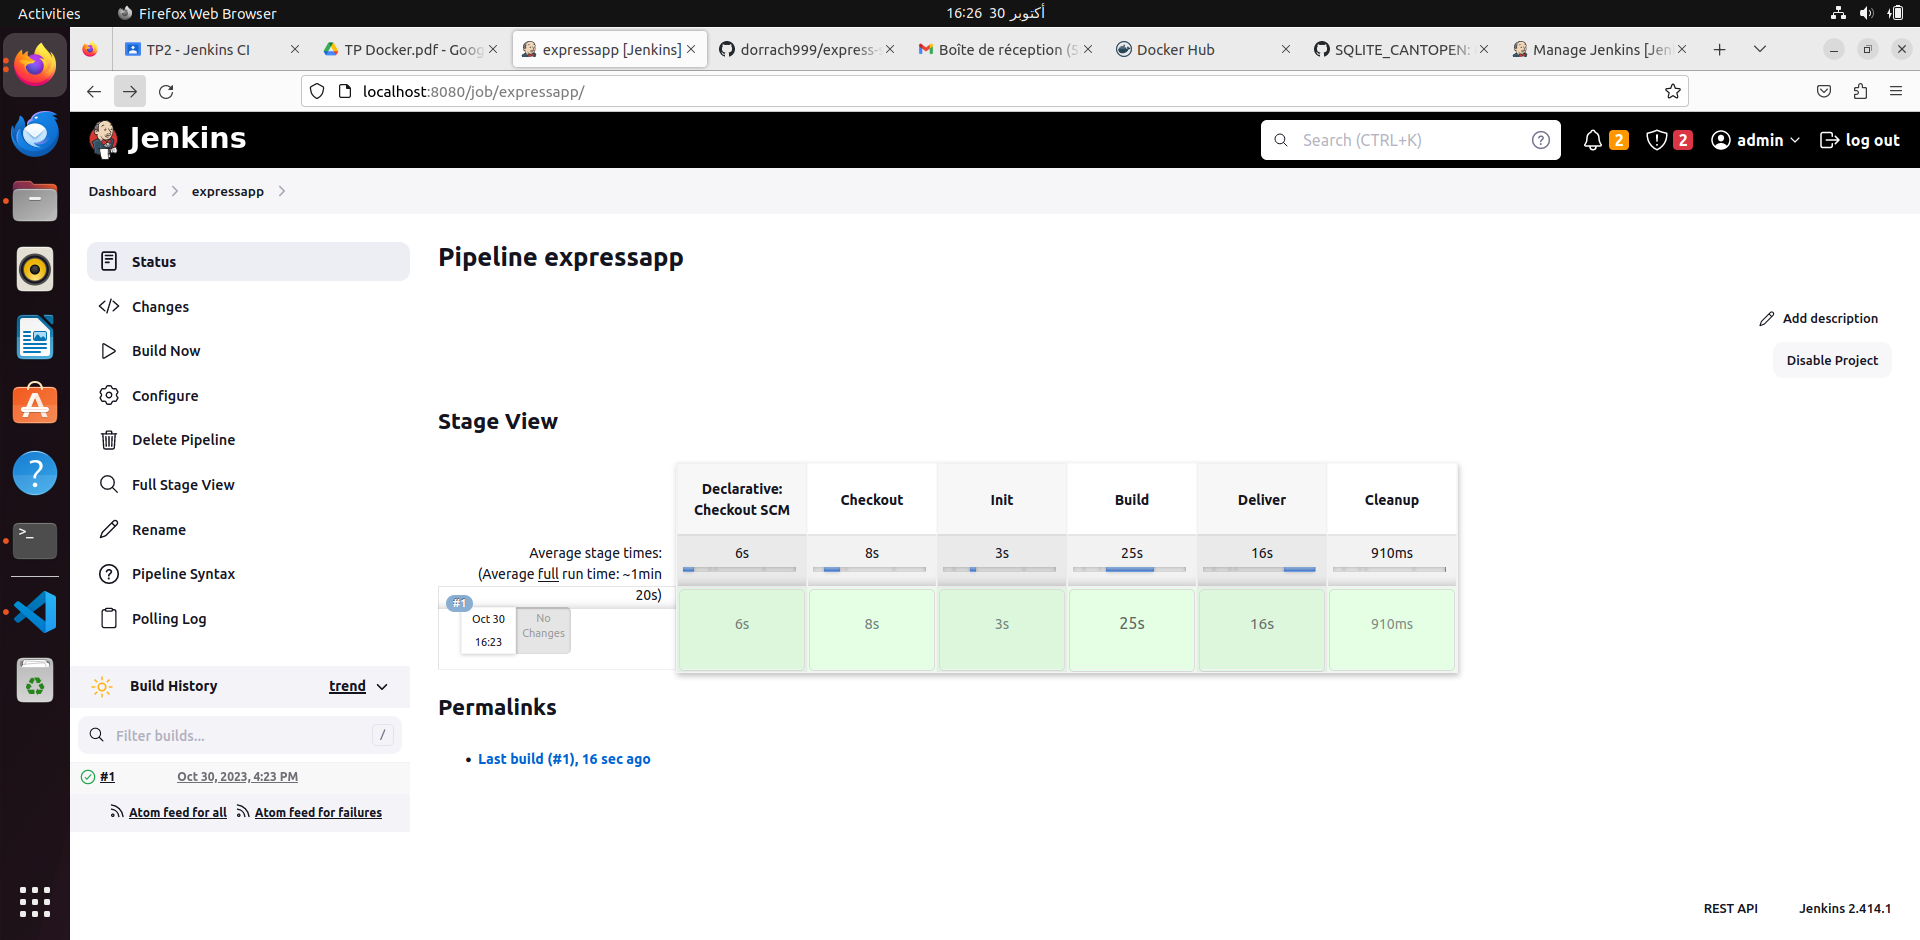 Activities
Firefox Web Browser
16:26 30 أكتوبر
TP2 - Jenkins CI
TP Docker.pdf - Goog
expressapp [Jenkins]
dorrach999/express-
Boîte de réception (5
Docker Hub
SQLITE_CANTOPEN:
Manage Jenkins [Jen
localhost:8080/job/expressapp/
Jenkins
Search (CTRL+K)
2
2
admin
log out
Dashboard
expressapp
Status
Changes
Build Now
Configure
Delete Pipeline
Full Stage View
Rename
Pipeline Syntax
Polling Log
Build History
trend
Filter builds...
/
#1
Oct 30, 2023, 4:23 PM
Atom feed for all
Atom feed for failures
Pipeline expressapp
Add description
Disable Project
Stage View
Declarative:
Checkout SCM
Checkout
Init
Build
Deliver
Cleanup
Average stage times:
(Average full run time: ~1min
20s)
6s
8s
3s
25s
16s
910ms
#1
Oct 30
16:23
No
Changes
6s
8s
3s
25s
16s
910ms
Permalinks
Last build (#1), 16 sec ago
REST API
Jenkins 2.414.1